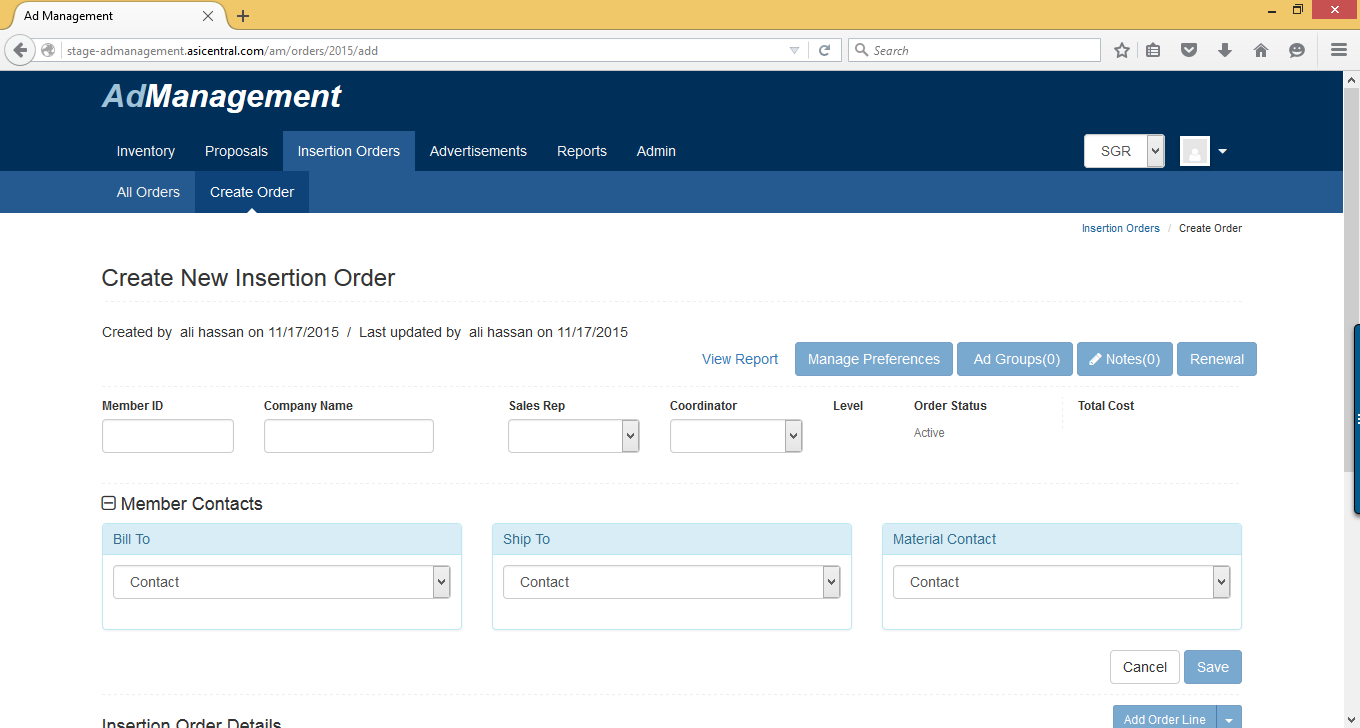 Ad Management
stage-admanagement.asicentral.com/am/orders/2015/add
Search
AdManagement
Inventory Proposals Insertion Orders Advertisements Reports Admin SGR
All Orders Create Order
Insertion Orders / Create Order
Create New Insertion Order
Created by ali hassan on 11/17/2015 / Last updated by ali hassan on 11/17/2015
View Report Manage Preferences Ad Groups(0) Notes(0) Renewal
Member ID Company Name Sales Rep Coordinator Level Order Status Total Cost
Active
Member Contacts
Bill To Ship To Material Contact
Contact Contact Contact
Cancel Save
Insertion Order Details Add Order Line